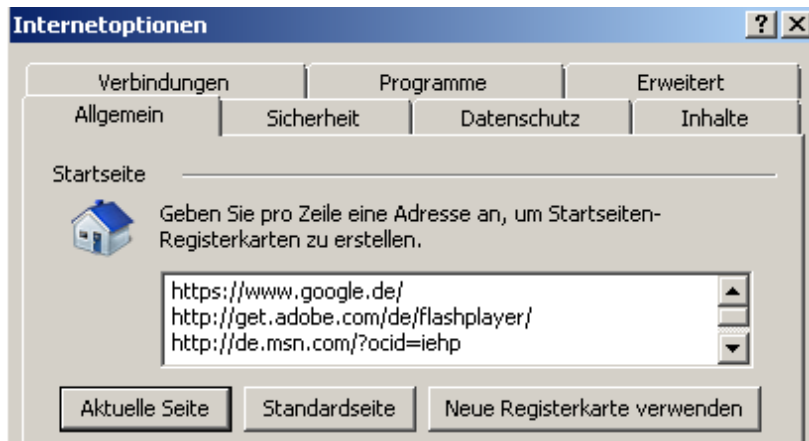 Internetoptionen
Verbindungen Programme Erweitert
Allgemein Sicherheit Datenschutz Inhalte
Startseite
Geben Sie pro Zeile eine Adresse an, um Startseiten-
Registerkarten zu erstellen.
https://www.google.de/
http://get.adobe.com/de/flashplayer/
http://de.msn.com/?ocid=iehp
Aktuelle Seite Standardseite Neue Registerkarte verwenden